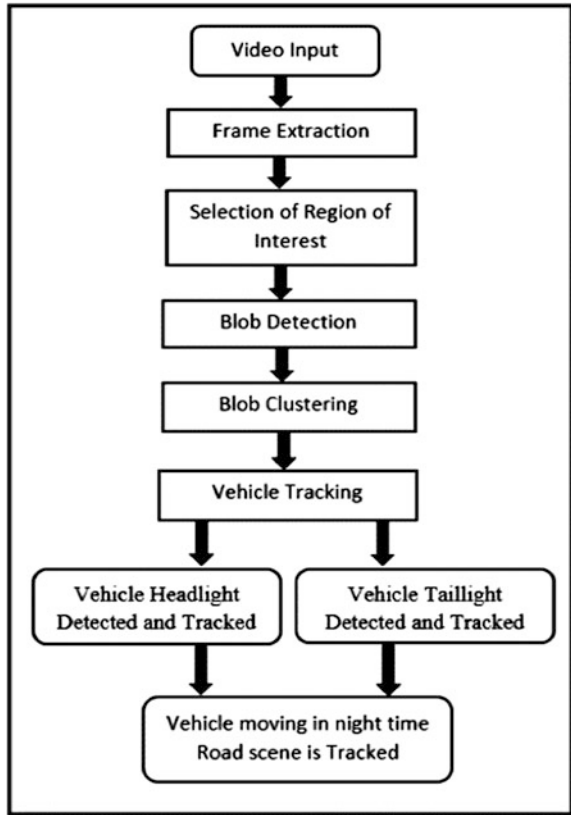 Video Input
Frame Extraction
Selection of Region of
Interest
Blob Detection
Blob Clustering
Vehicle Tracking
Vehicle Headlight
Detected and Tracked
Vehicle Taillight
Detected and Tracked
Vehicle moving in night time
Road scene is Tracked